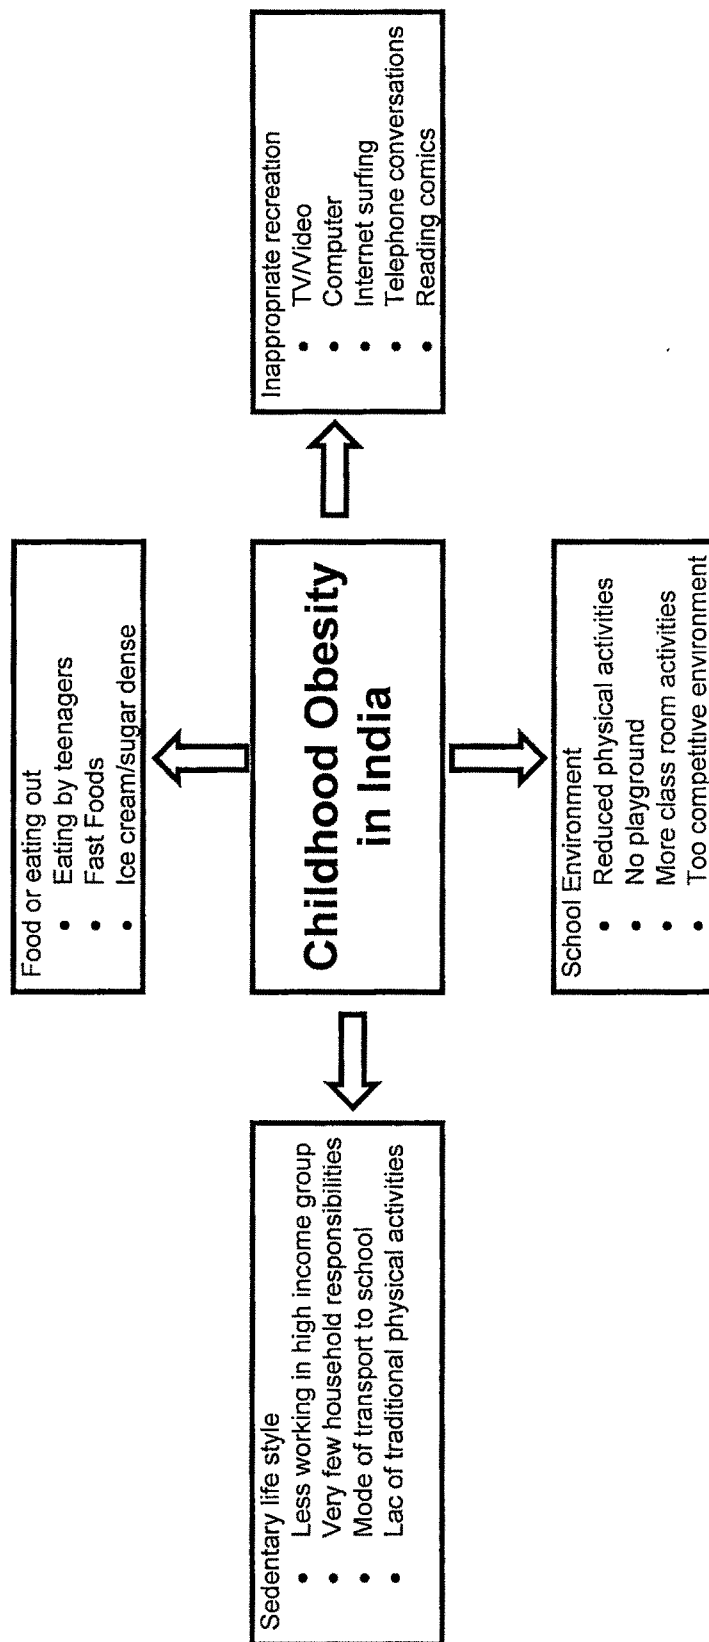 Food or eating out
• Eating by teenagers
• Fast Foods
• Ice cream/sugar dense
Sedentary life style
• Less working in high income group
• Very few household responsibilities
• Mode of transport to school
• Lac of traditional physical activities
Childhood Obesity
in India
Inappropriate recreation
• TV/Video
• Computer
• Internet surfing
• Telephone conversations
• Reading comics
School Environment
• Reduced physical activities
• No playground
• More class room activities
• Too competitive environment